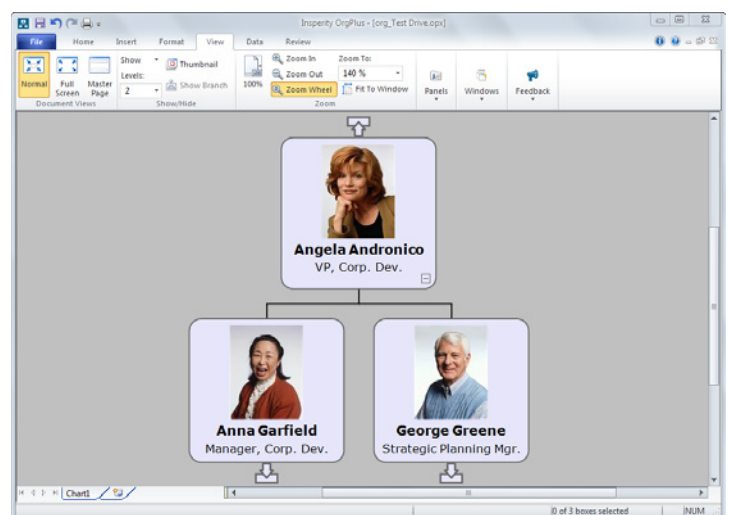 Insperity OrgPlus - [org_Test Drive.opx]
File Home Insert Format View Data Review
Show Levels: 2
Thumbnail
Show Branch
Zoom In
Zoom Out
Zoom Wheel
Zoom To:
140 %
Fit To Window
Normal
Full Screen
Master Page
100%
Panels
Windows
Feedback
Document Views
Show/Hide
Zoom
Angela Andronico
VP, Corp. Dev.
Anna Garfield
Manager, Corp. Dev.
George Greene
Strategic Planning Mgr.
Chart1
0 of 3 boxes selected
NUM